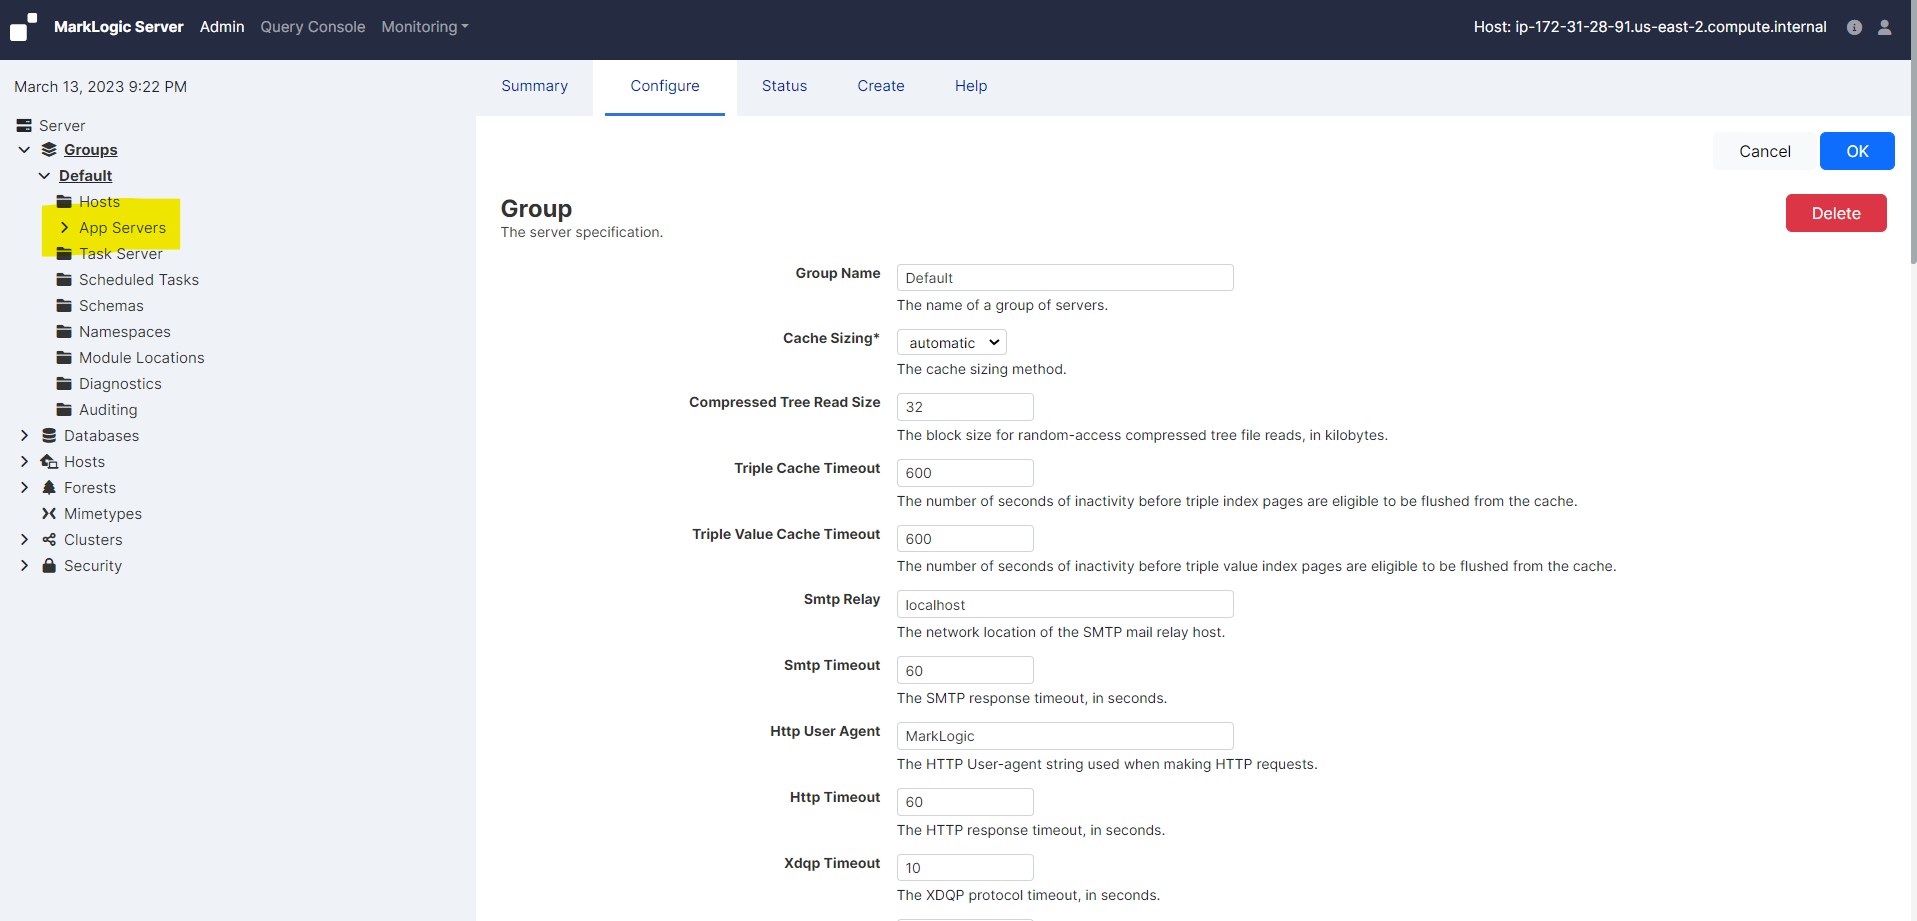 MarkLogic Server Admin Query Console Monitoring Host: ip-172-31-28-91.us-east-2.compute.internal
March 13, 2023 9:22 PM
Server
Groups
Default
Hosts
App Servers
Task Server
Scheduled Tasks
Schemas
Namespaces
Module Locations
Diagnostics
Auditing
Databases
Hosts
Forests
Mimetypes
Clusters
Security
Summary Configure Status Create Help
Cancel OK
Group
The server specification.
Delete
Group Name Default
The name of a group of servers.
Cache Sizing* automatic
The cache sizing method.
Compressed Tree Read Size 32
The block size for random-access compressed tree file reads, in kilobytes.
Triple Cache Timeout 600
The number of seconds of inactivity before triple index pages are eligible to be flushed from the cache.
Triple Value Cache Timeout 600
The number of seconds of inactivity before triple value index pages are eligible to be flushed from the cache.
Smtp Relay localhost
The network location of the SMTP mail relay host.
Smtp Timeout 60
The SMTP response timeout, in seconds.
Http User Agent MarkLogic
The HTTP User-agent string used when making HTTP requests.
Http Timeout 60
The HTTP response timeout, in seconds.
Xdqp Timeout 10
The XDQP protocol timeout, in seconds.